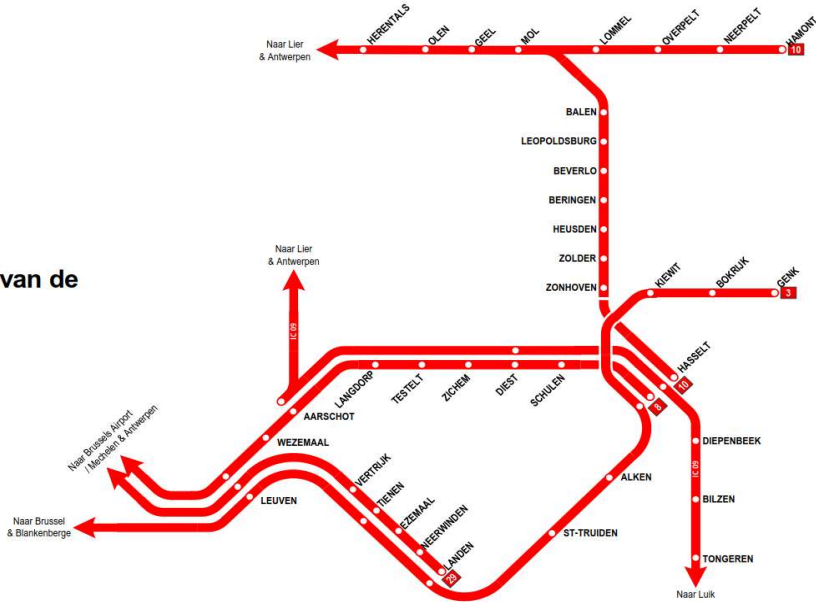 HERENTALS
OLEN
GEEL
MOL
LOMMEL
OVERPELT
NEERPELT
HAMONT
10
Naar Lier
& Antwerpen
BALEN
LEOPOLDSBURG
BEVERLO
BERINGEN
HEUSDEN
ZOLDER
ZONHOVEN
van de
Naar Lier
& Antwerpen
IC 09
KIEWIT
BOKRIJK
GENK
3
HASSELT
10
8
LANGDORP
TESTELT
ZICHEM
DIEST
SCHULEN
AARSCHOT
WEZEMAAL
Naar Brussels Airport
/ Mechelen & Antwerpen
LEUVEN
Naar Brussel
& Blankenberge
VERTRIJK
TIENEN
EZEMAAL
NEERWINDEN
LANDEN
29
ALKEN
ST-TRUIDEN
DIEPENBEEK
IC 09
BILZEN
TONGEREN
Naar Luik